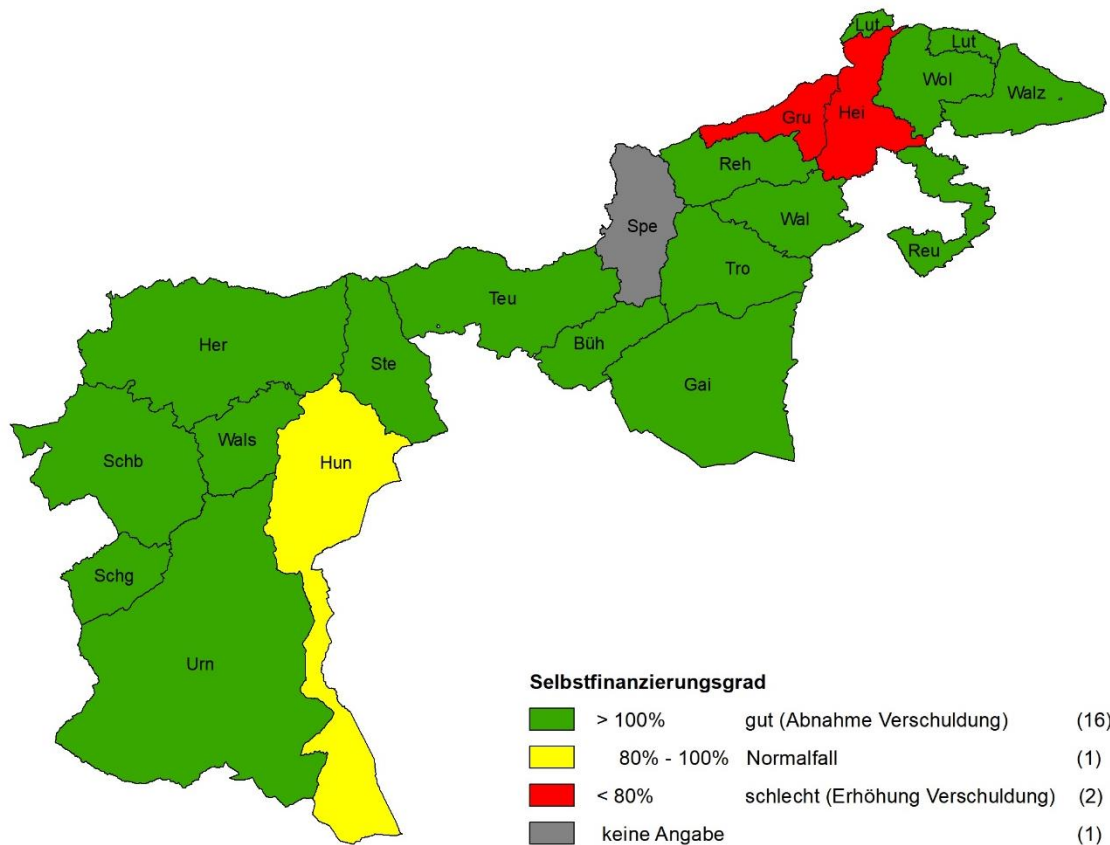 Lut
Lut
Wol
Walz
Gru
Hei
Reh
Spe
Wal
Reu
Tro
Teu
Büh
Her
Ste
Gai
Wals
Schb
Hun
Schg
Urn
Selbstfinanzierungsgrad
> 100% gut (Abnahme Verschuldung) (16)
80% - 100% Normalfall (1)
< 80% schlecht (Erhöhung Verschuldung) (2)
keine Angabe (1)